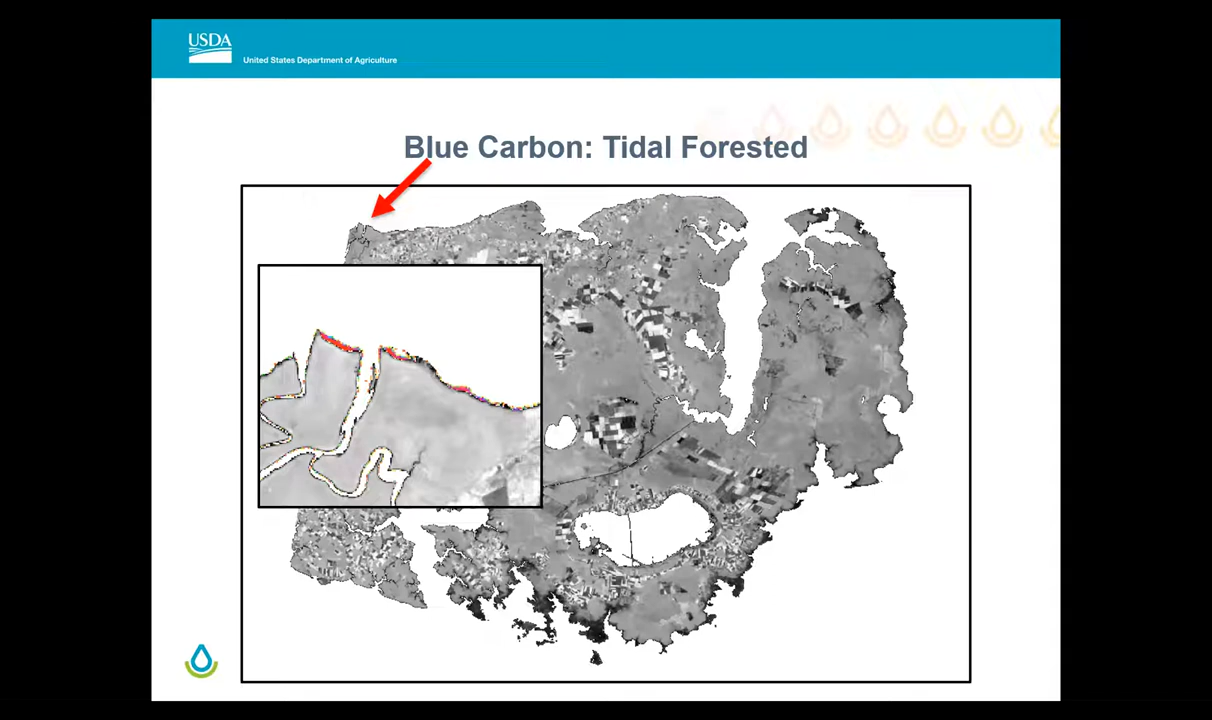 USDA
United States Department of Agriculture
Blue Carbon: Tidal Forested